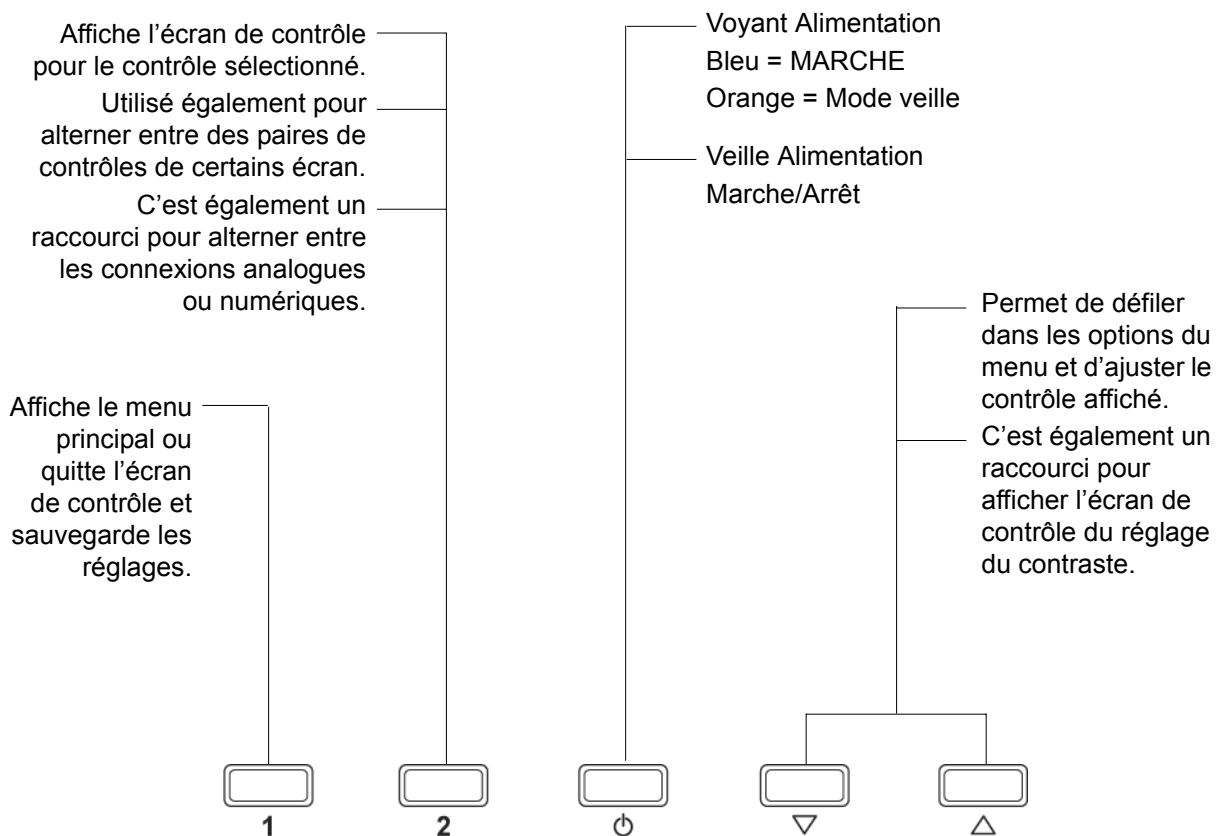 Affiche l’écran de contrôle
pour le contrôle sélectionné.
Utilisé également pour
alterner entre des paires de
contrôles de certains écran.
C’est également un
raccourci pour alterner entre
les connexions analogues
ou numériques.
Voyant Alimentation
Bleu = MARCHE
Orange = Mode veille
Veille Alimentation
Marche/Arrêt
Permet de défiler
dans les options du
menu et d’ajuster le
contrôle affiché.
C’est également un
raccourci pour
afficher l’écran de
contrôle du réglage
du contraste.
Affiche le menu
principal ou
quitte l’écran
de contrôle et
sauvegarde les
réglages.
1
2